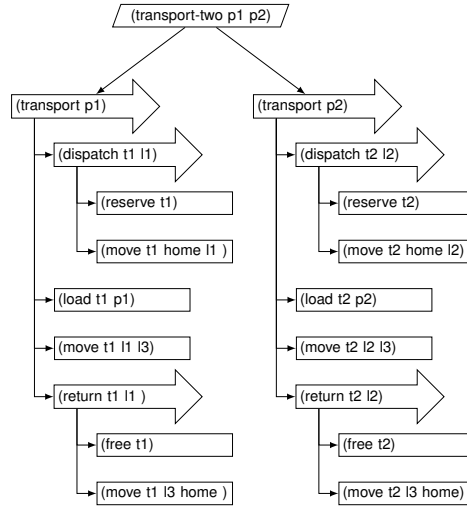 (transport-two p1 p2)
(transport p1)
(dispatch t1 l1)
(reserve t1)
(move t1 home l1 )
(load t1 p1)
(move t1 l1 l3)
(return t1 l1 )
(free t1)
(move t1 l3 home )
(transport p2)
(dispatch t2 l2)
(reserve t2)
(move t2 home l2)
(load t2 p2)
(move t2 l2 l3)
(return t2 l2)
(free t2)
(move t2 l3 home)